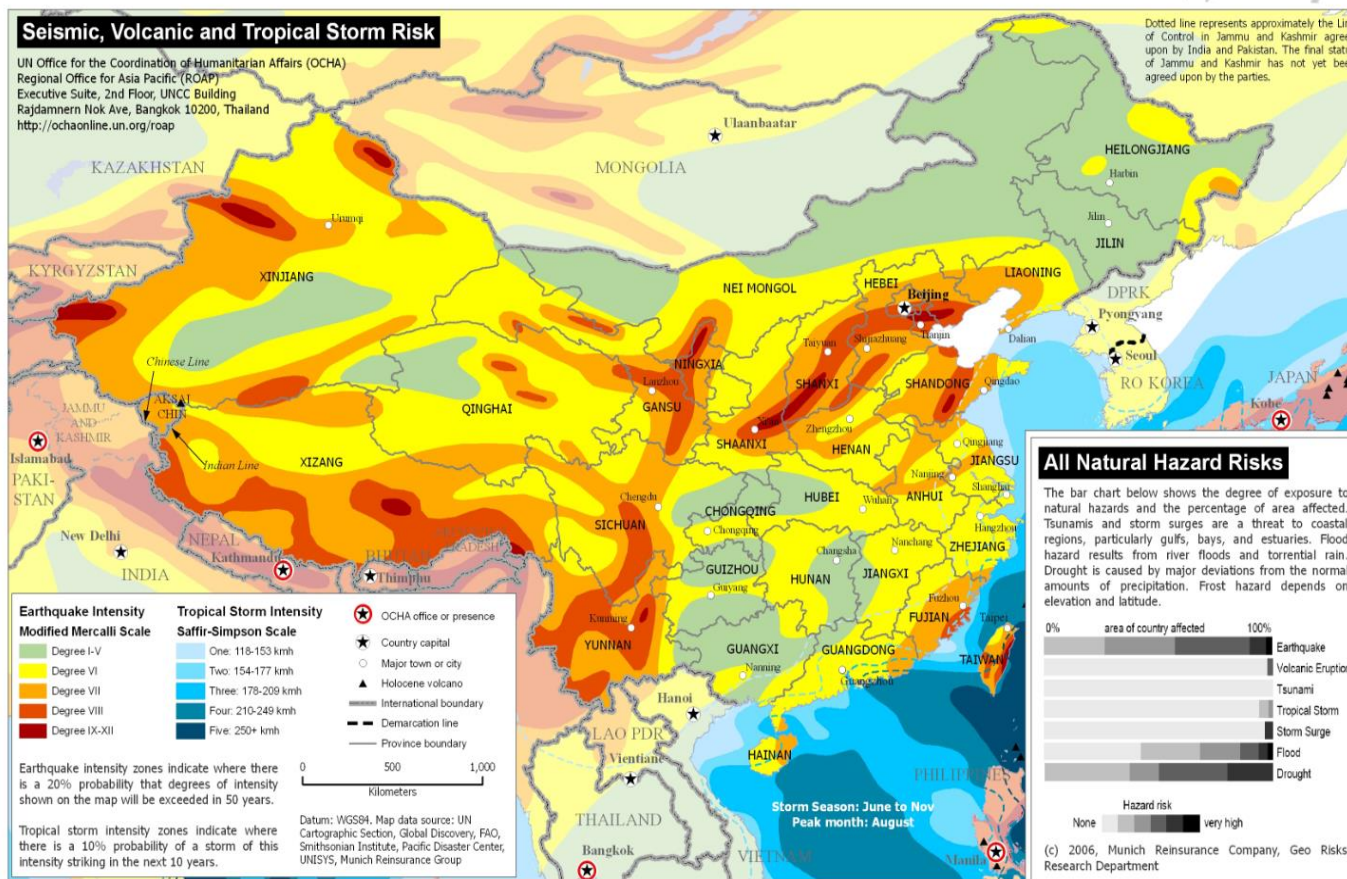 Seismic, Volcanic and Tropical Storm Risk
UN Office for the Coordination of Humanitarian Affairs (OCHA)
Regional Office for Asia Pacific (ROAP)
Executive Suite, 2nd Floor, UNCC Building
Rajdamnern Nok Ave, Bangkok 10200, Thailand
http://ochaonline.un.org/roap
Dotted line represents approximately the Lin
of Control in Jammu and Kashmir agree
upon by India and Pakistan. The final statu
of Jammu and Kashmir has not yet bee
agreed upon by the parties.
KAZAKHSTAN
MONGOLIA
Ulaanbaatar
HEILONGJIANG
Harbin
Jilin
JILIN
Urumqi
KYRGYZSTAN
XINJIANG
NEI MONGOL
HEBEI
LIAONING
Beijing
DPRK
Pyongyang
Tianjin
Dalian
Seoul
RO KOREA
JAPAN
Kobe
Chinese Line
Taiyuan
Shijiazhuang
NINGXIA
Lanzhou
SHANXI
SHANDONG
Qingdao
AKSAI
CHIN
QINGHAI
GANSU
JAMMU
AND
KASHMIR
Islamabad
PAKI-
STAN
Indian Line
XIZANG
SHAANXI
Zhengzhou
HENAN
Qingjiang
JIANGSU
Nanjing
Shanghai
Chengdu
HUBEI
Wuhan
ANHUI
SICHUAN
CHONGQING
Chongqing
Hangzhou
New Delhi
NEPAL
Kathmandu
BHUTAN
Thimphu
INDIA
Changsha
Nanchang
ZHEJIANG
GUIZHOU
HUNAN
JIANGXI
Guiyang
Fuzhou
FUJIAN
Taipei
Kunming
YUNNAN
GUANGXI
GUANGDONG
TAIWAN
Nanning
Guangzhou
Hanoi
LAO PDR
Vientiane
HAINAN
PHILIPPINES
THAILAND
Bangkok
VIETNAM
Manila
Storm Season: June to Nov
Peak month: August
Earthquake Intensity
Modified Mercalli Scale
Degree I-V
Degree VI
Degree VII
Degree VIII
Degree IX-XII
Tropical Storm Intensity
Saffir-Simpson Scale
One: 118-153 kmh
Two: 154-177 kmh
Three: 178-209 kmh
Four: 210-249 kmh
Five: 250+ kmh
OCHA office or presence
Country capital
Major town or city
Holocene volcano
International boundary
Demarcation line
Province boundary
0 500 1,000
Kilometers
Earthquake intensity zones indicate where there
is a 20% probability that degrees of intensity
shown on the map will be exceeded in 50 years.
Tropical storm intensity zones indicate where
there is a 10% probability of a storm of this
intensity striking in the next 10 years.
Datum: WGS84. Map data source: UN
Cartographic Section, Global Discovery, FAO,
Smithsonian Institute, Pacific Disaster Center,
UNISYS, Munich Reinsurance Group
All Natural Hazard Risks
The bar chart below shows the degree of exposure to
natural hazards and the percentage of area affected.
Tsunamis and storm surges are a threat to coastal
regions, particularly gulfs, bays, and estuaries. Flood
hazard results from river floods and torrential rain.
Drought is caused by major deviations from the normal
amounts of precipitation. Frost hazard depends on
elevation and latitude.
0% area of country affected 100%
Earthquake
Volcanic Eruption
Tsunami
Tropical Storm
Storm Surge
Flood
Drought
Hazard risk
None very high
(c) 2006, Munich Reinsurance Company, Geo Risks
Research Department